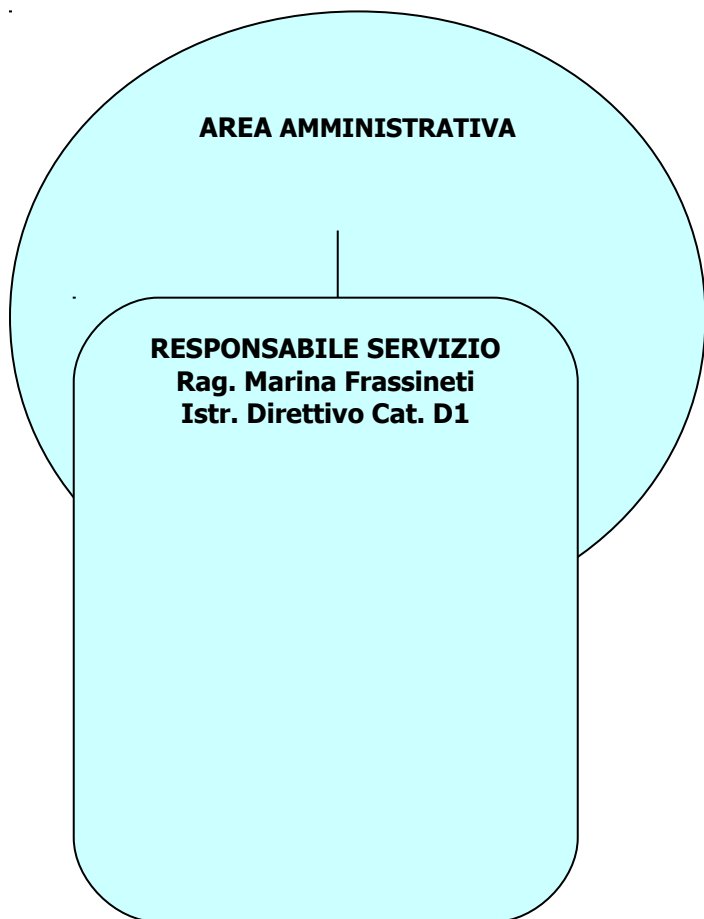 AREA AMMINISTRATIVA
RESPONSABILE SERVIZIO
Rag. Marina Frassineti
Istr. Direttivo Cat. D1